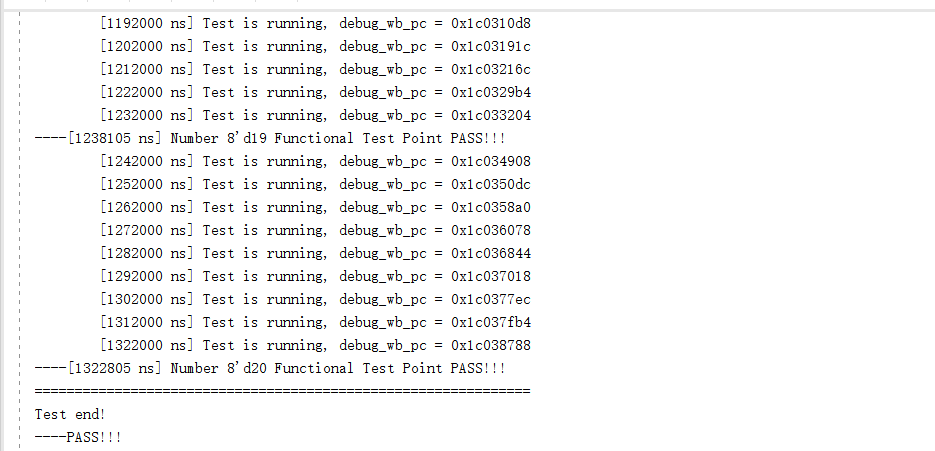 [1192000 ns] Test is running, debug_wb_pc = 0x1c0310d8
[1202000 ns] Test is running, debug_wb_pc = 0x1c03191c
[1212000 ns] Test is running, debug_wb_pc = 0x1c03216c
[1222000 ns] Test is running, debug_wb_pc = 0x1c0329b4
[1232000 ns] Test is running, debug_wb_pc = 0x1c033204
----[1238105 ns] Number 8'd19 Functional Test Point PASS!!!
[1242000 ns] Test is running, debug_wb_pc = 0x1c034908
[1252000 ns] Test is running, debug_wb_pc = 0x1c0350dc
[1262000 ns] Test is running, debug_wb_pc = 0x1c0358a0
[1272000 ns] Test is running, debug_wb_pc = 0x1c036078
[1282000 ns] Test is running, debug_wb_pc = 0x1c036844
[1292000 ns] Test is running, debug_wb_pc = 0x1c037018
[1302000 ns] Test is running, debug_wb_pc = 0x1c0377ec
[1312000 ns] Test is running, debug_wb_pc = 0x1c037fb4
[1322000 ns] Test is running, debug_wb_pc = 0x1c038788
----[1322805 ns] Number 8'd20 Functional Test Point PASS!!!
==============================================================
Test end!
----PASS!!!